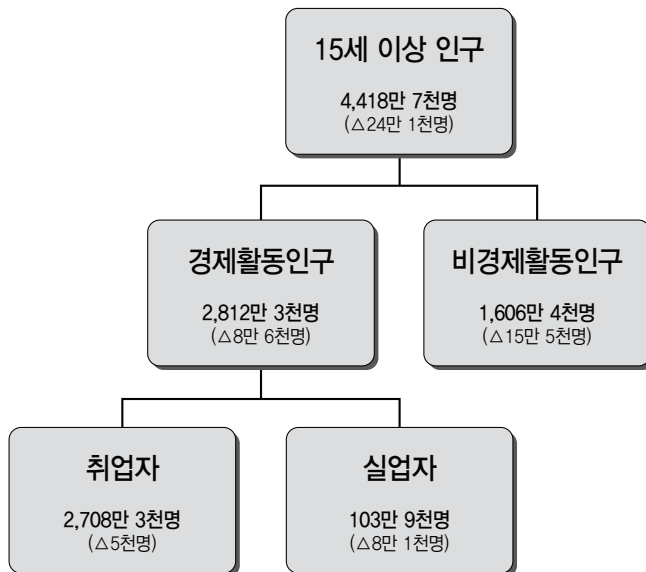 15세 이상 인구
4,418만 7천명
(△24만 1천명)
경제활동인구
2,812만 3천명
(△8만 6천명)
비경제활동인구
1,606만 4천명
(△15만 5천명)
취업자
2,708만 3천명
(△5천명)
실업자
103만 9천명
(△8만 1천명)